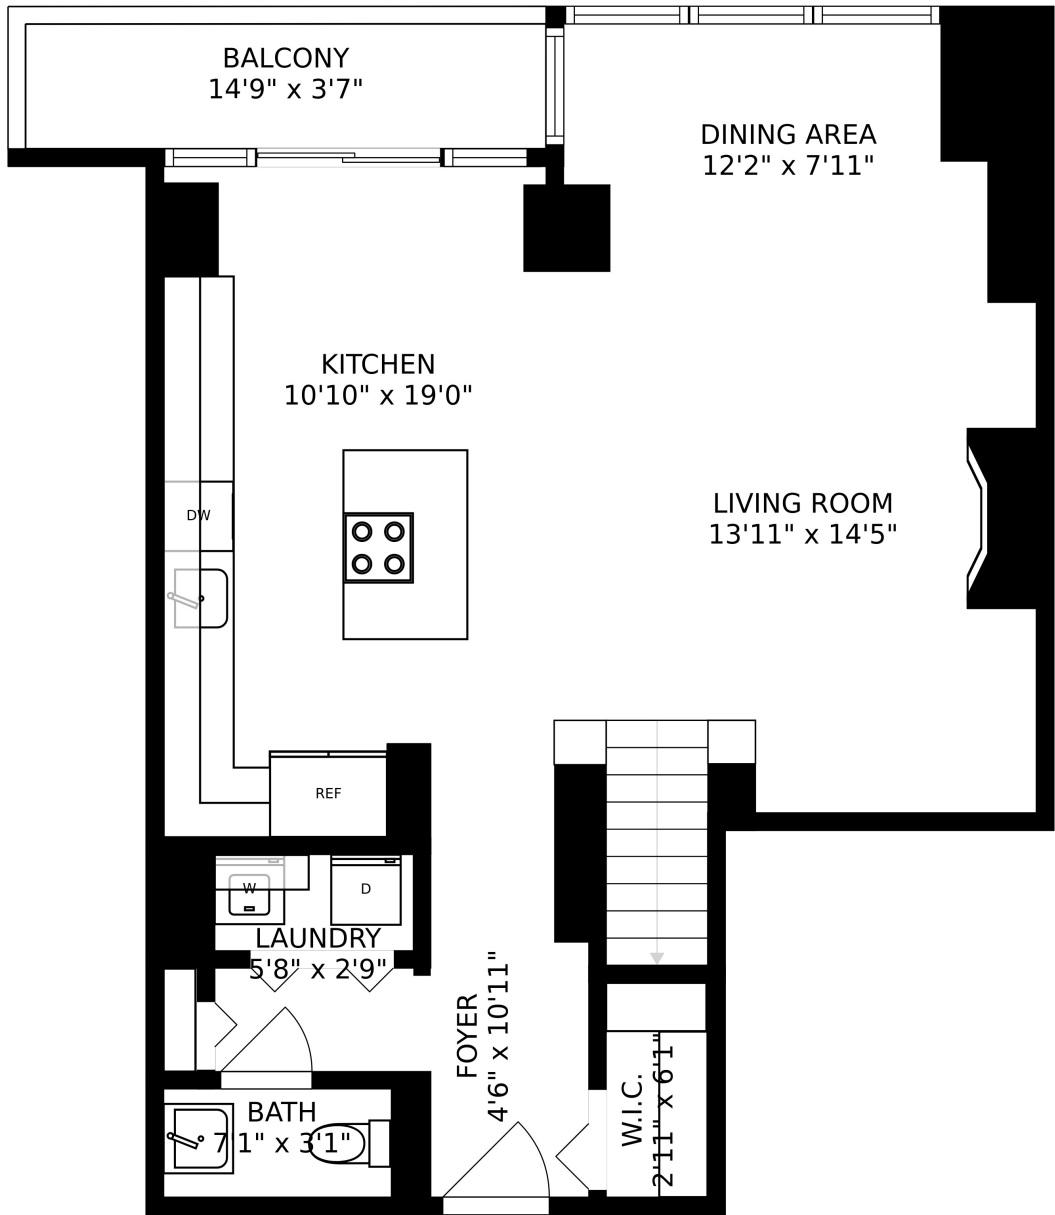 BALCONY
14'9" x 3'7"
DINING AREA
12'2" x 7'11"
KITCHEN
10'10" x 19'0"
LIVING ROOM
13'11" x 14'5"
DW
REF
W
D
LAUNDRY
5'8" x 2'9"
FOYER
4'6" x 10'11"
BATH
7'1" x 3'1"
W.I.C.
2'11" x 6'1"